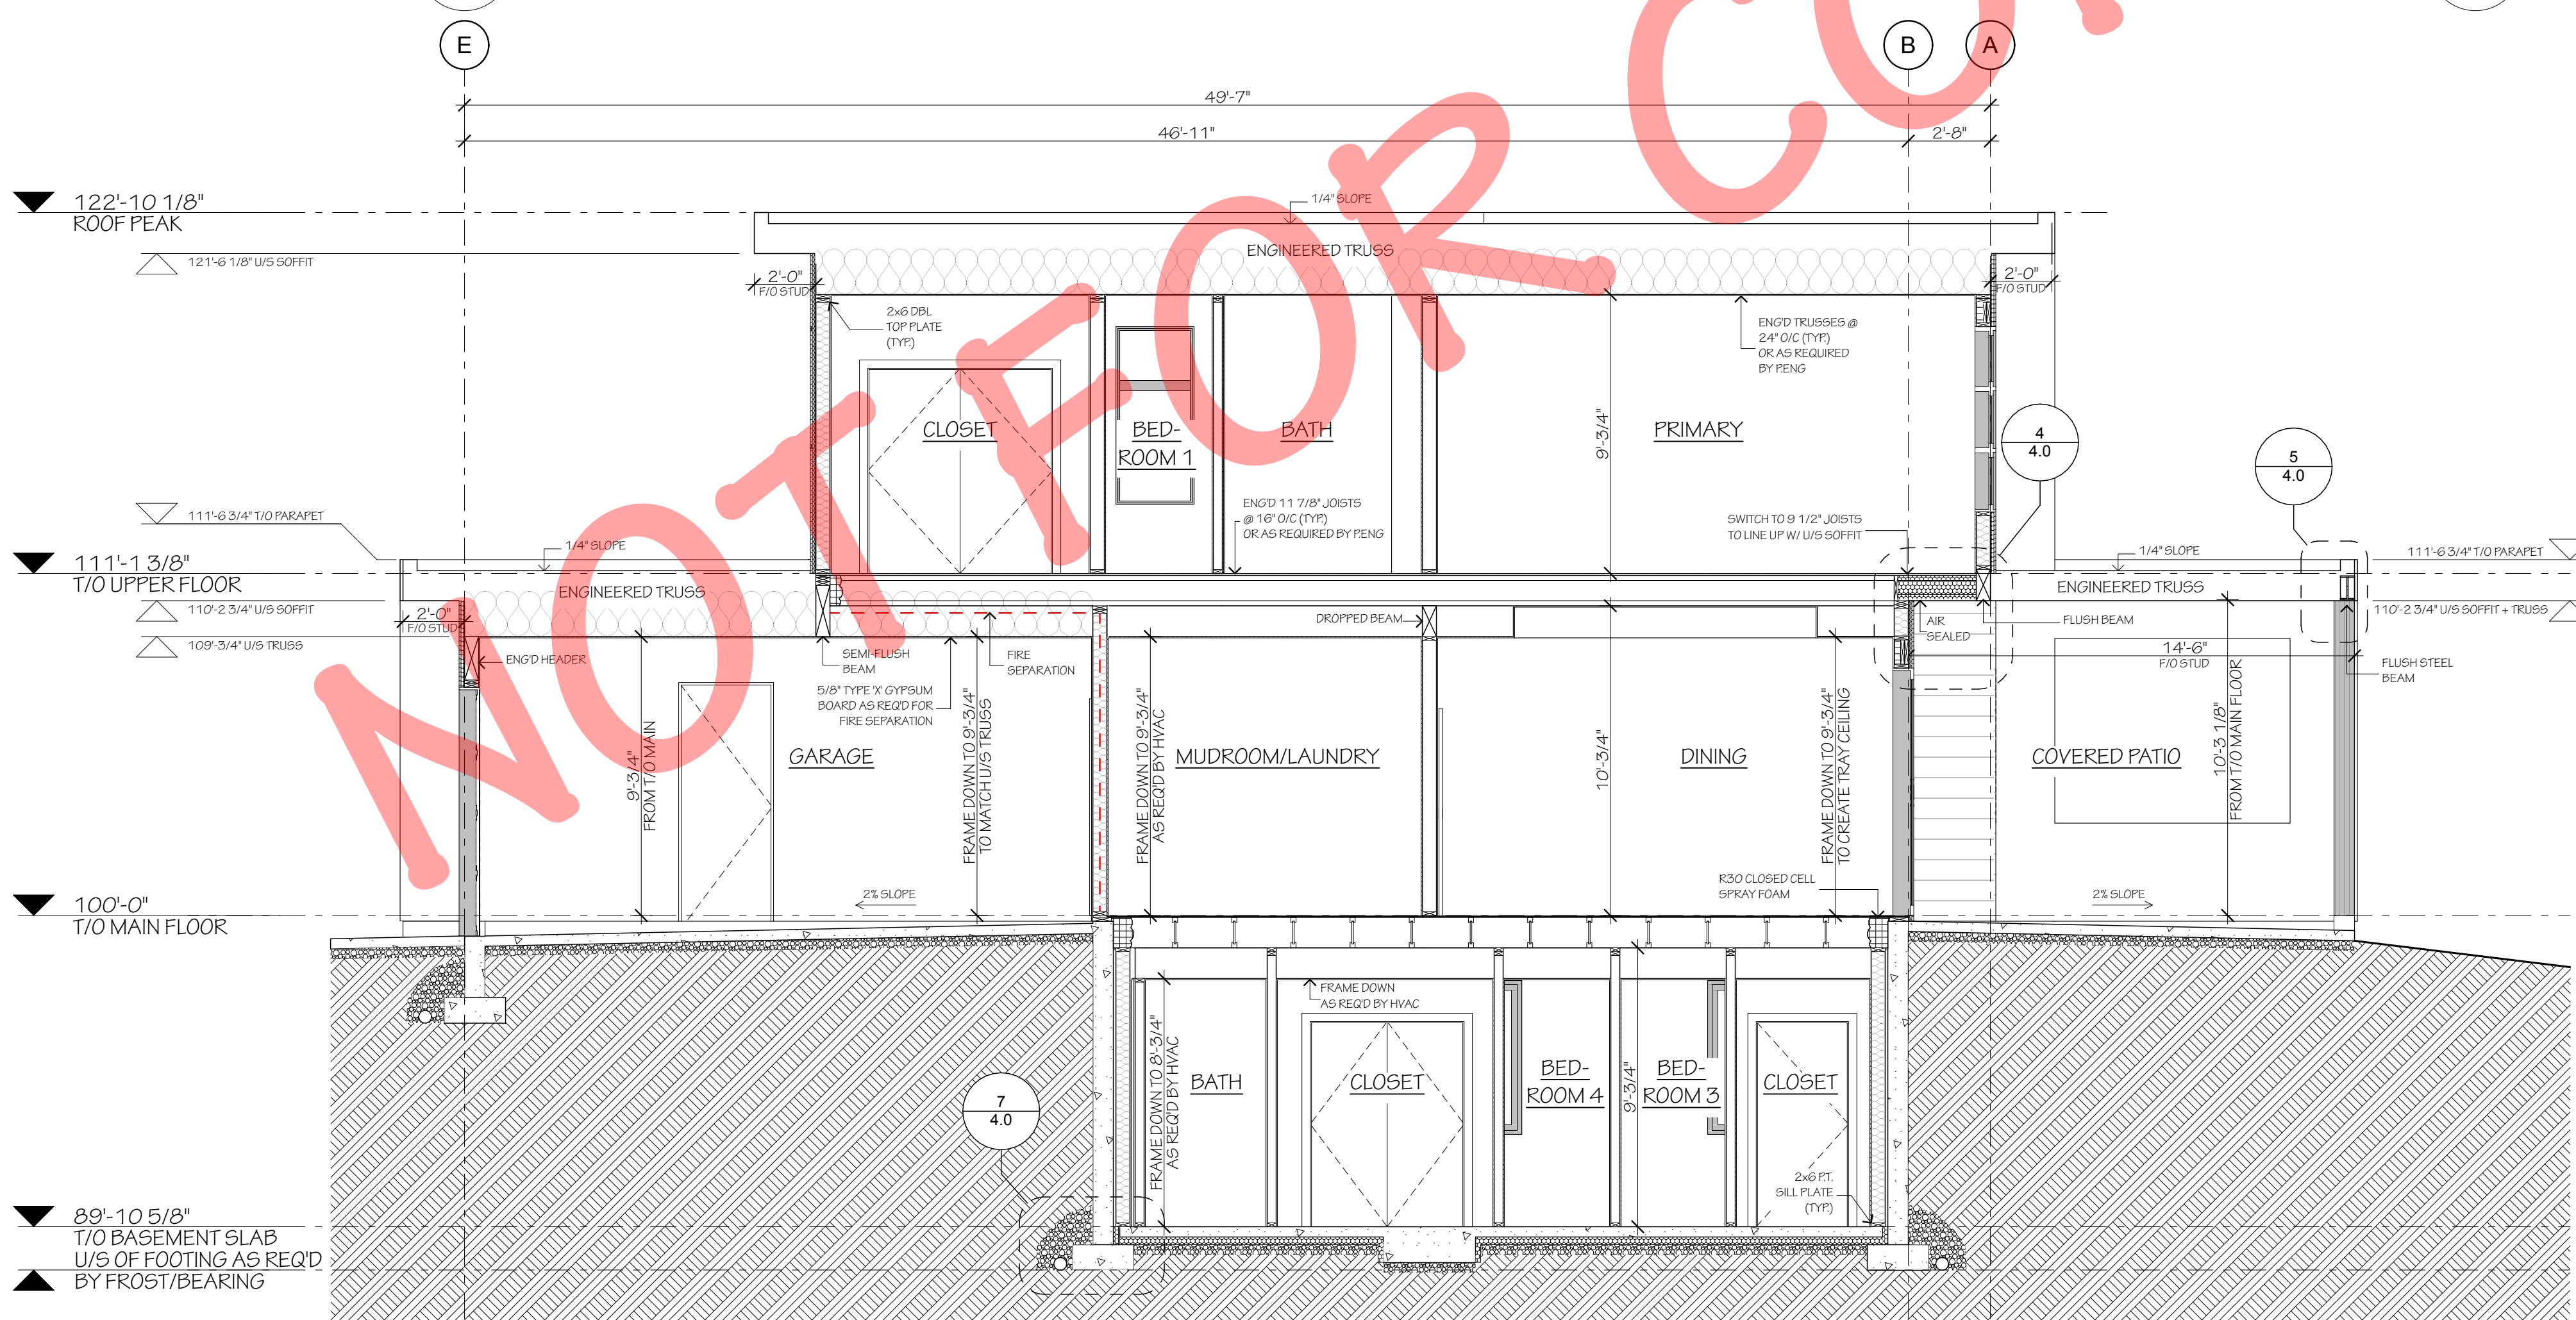 E
B
A
49'-7"
46'-11"
2'-8"
122'-10 1/8"
ROOF PEAK
1/4" SLOPE
121'-6 1/8" U/S SOFFIT
ENGINEERED TRUSS
2'-0"
F/O STUD
2'-0"
F/O STUD
2x6 DBL
TOP PLATE
(TYP.)
ENG'D TRUSSES @
24" O/C (TYP.)
OR AS REQUIRED
BY P.ENG
CLOSET
BED-
ROOM 1
BATH
9'-3/4"
PRIMARY
4
4.0
5
4.0
ENG'D 11 7/8" JOISTS
@ 16" O/C (TYP.)
OR AS REQUIRED BY P.ENG
SWITCH TO 9 1/2" JOISTS
TO LINE UP W/ U/S SOFFIT
111'-6 3/4" T/O PARAPET
1/4" SLOPE
1/4" SLOPE
111'-6 3/4" T/O PARAPET
111'-1 3/8"
T/O UPPER FLOOR
ENGINEERED TRUSS
ENGINEERED TRUSS
110'-2 3/4" U/S SOFFIT
110'-2 3/4" U/S SOFFIT + TRUSS
2'-0"
F/O STUD
109'-3/4" U/S TRUSS
DROPPED BEAM
AIR
SEALED
FLUSH BEAM
ENG'D HEADER
SEMI-FLUSH
BEAM
FIRE
SEPARATION
14'-6"
F/O STUD
FLUSH STEEL
BEAM
5/8" TYPE 'X' GYPSUM
BOARD AS REQ'D FOR
FIRE SEPARATION
9'-3/4"
FROM T/O MAIN
GARAGE
FRAME DOWN TO 9'-3/4"
TO MATCH U/S TRUSS
FRAME DOWN TO 9'-3/4"
AS REQ'D BY HVAC
MUDROOM/LAUNDRY
10'-3/4"
DINING
FRAME DOWN TO 9'-3/4"
TO CREATE TRAY CEILING
COVERED PATIO
10'-3 1/8"
FROM T/O MAIN FLOOR
R30 CLOSED CELL
SPRAY FOAM
2% SLOPE
2% SLOPE
100'-0"
T/O MAIN FLOOR
FRAME DOWN
AS REQ'D BY HVAC
FRAME DOWN TO 8'-3/4"
AS REQ'D BY HVAC
BATH
CLOSET
BED-
ROOM 4
9'-3/4"
BED-
ROOM 3
CLOSET
7
4.0
2x6 P.T.
SILL PLATE
(TYP.)
89'-10 5/8"
T/O BASEMENT SLAB
U/S OF FOOTING AS REQ'D
BY FROST/BEARING
NOT FOR CO